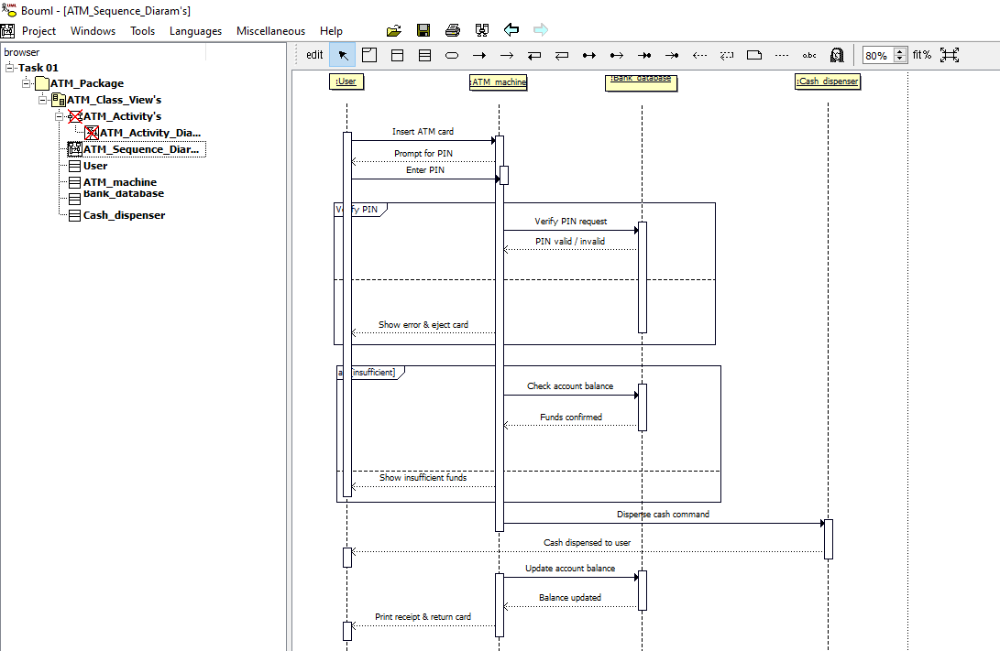 Bouml - [ATM_Sequence_Diaram's]
Project Windows Tools Languages Miscellaneous Help
browser
edit
abc
80%
fit%
Task 01
ATM_Package
ATM_Class_View's
ATM_Activity's
ATM_Activity_Dia...
ATM_Sequence_Diar...
User
ATM_machine
Bank_database
Cash_dispenser
:User
:ATM_machine
:Bank_database
:Cash_dispenser
Insert ATM card
Prompt for PIN
Enter PIN
Verify PIN
Verify PIN request
PIN valid / invalid
Show error & eject card
[insufficient]
Check account balance
Funds confirmed
Show insufficient funds
Dispense cash command
Cash dispensed to user
Update account balance
Balance updated
Print receipt & return card